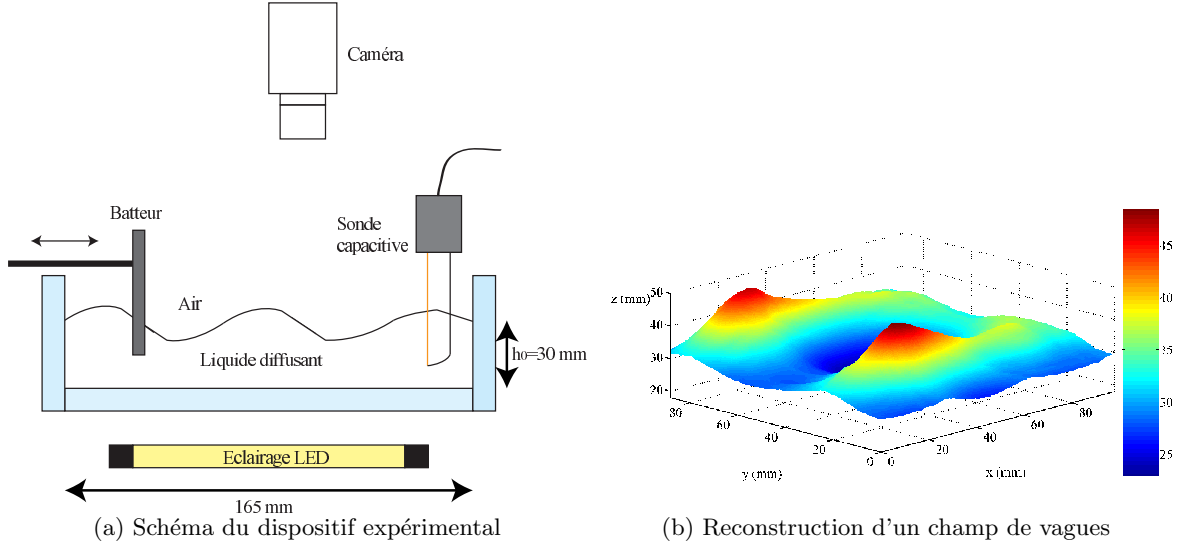 Caméra
Batteur
Sonde
capacitive
Air
Liquide diffusant
h0=30 mm
Eclairage LED
165 mm
(a) Schéma du dispositif expérimental
z (mm)
50
40
30
20
80
60
40
20
0
y (mm)
0
20
40
60
80
x (mm)
45
40
35
30
25
(b) Reconstruction d'un champ de vagues